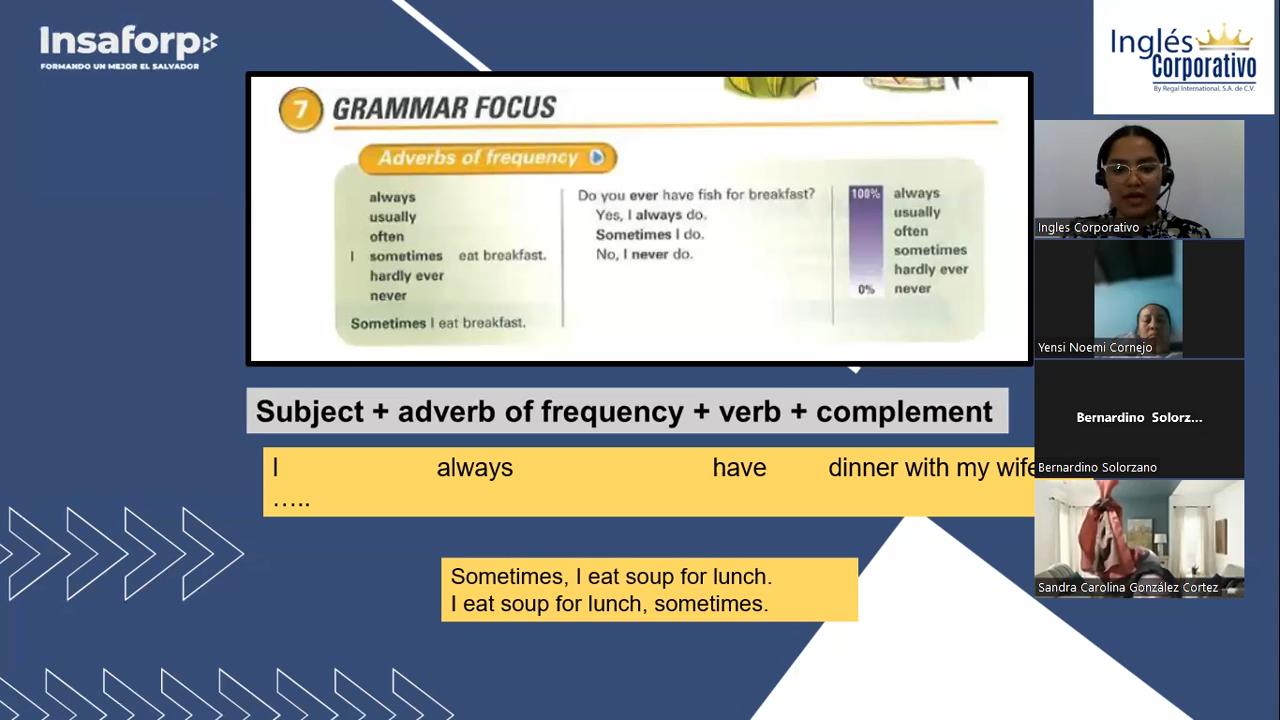 Insaforp
FORMANDO UN MEJOR EL SALVADOR
Inglés
Corporativo
By Regal International, S.A. de C.V.
7 GRAMMAR FOCUS
Adverbs of frequency
always
usually
often
I sometimes eat breakfast.
hardly ever
never
Sometimes I eat breakfast.
Do you ever have fish for breakfast?
Yes, I always do.
Sometimes I do.
No, I never do.
100% always
usually
often
sometimes
hardly ever
0% never
Subject + adverb of frequency + verb + complement
I always have dinner with my wife
…..
Sometimes, I eat soup for lunch.
I eat soup for lunch, sometimes.
Ingles Corporativo
Yensi Noemi Cornejo
Bernardino Solorz...
Bernardino Solorzano
Sandra Carolina González Cortez